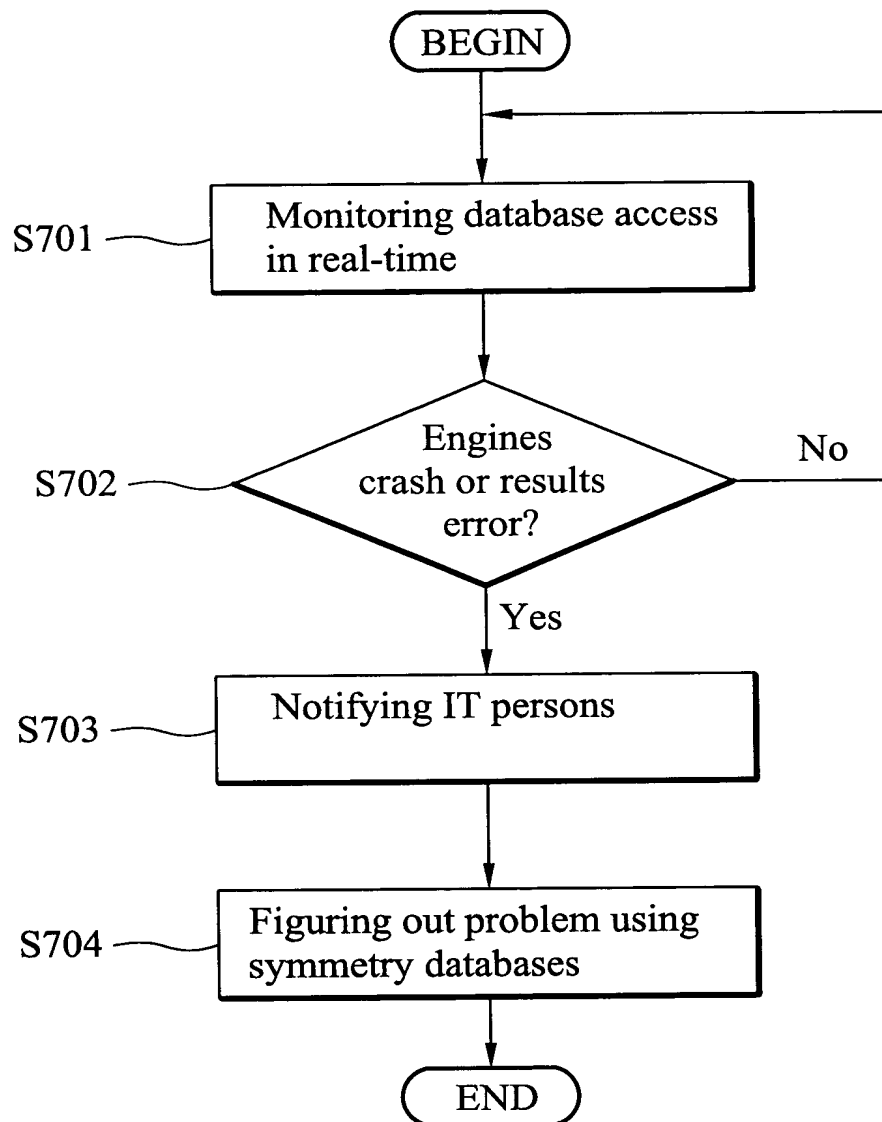 BEGIN
S701
Monitoring database access
in real-time
S702
Engines
crash or results
error?
No
Yes
S703
Notifying IT persons
S704
Figuring out problem using
symmetry databases
END